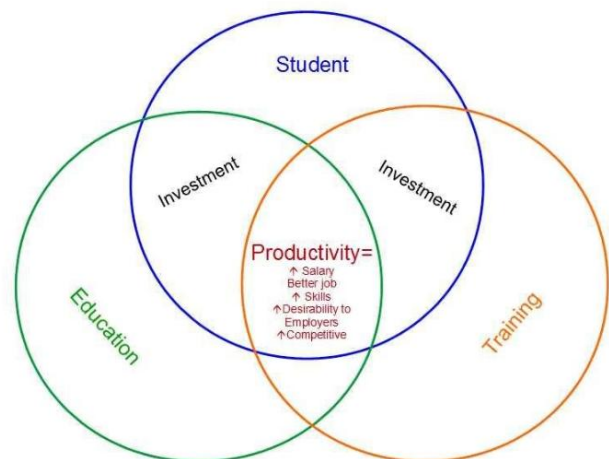 Student
Investment
Investment
Productivity=
↑ Salary
Better job
↑ Skills
↑Desirability to
Employers
↑Competitive
Education
Training